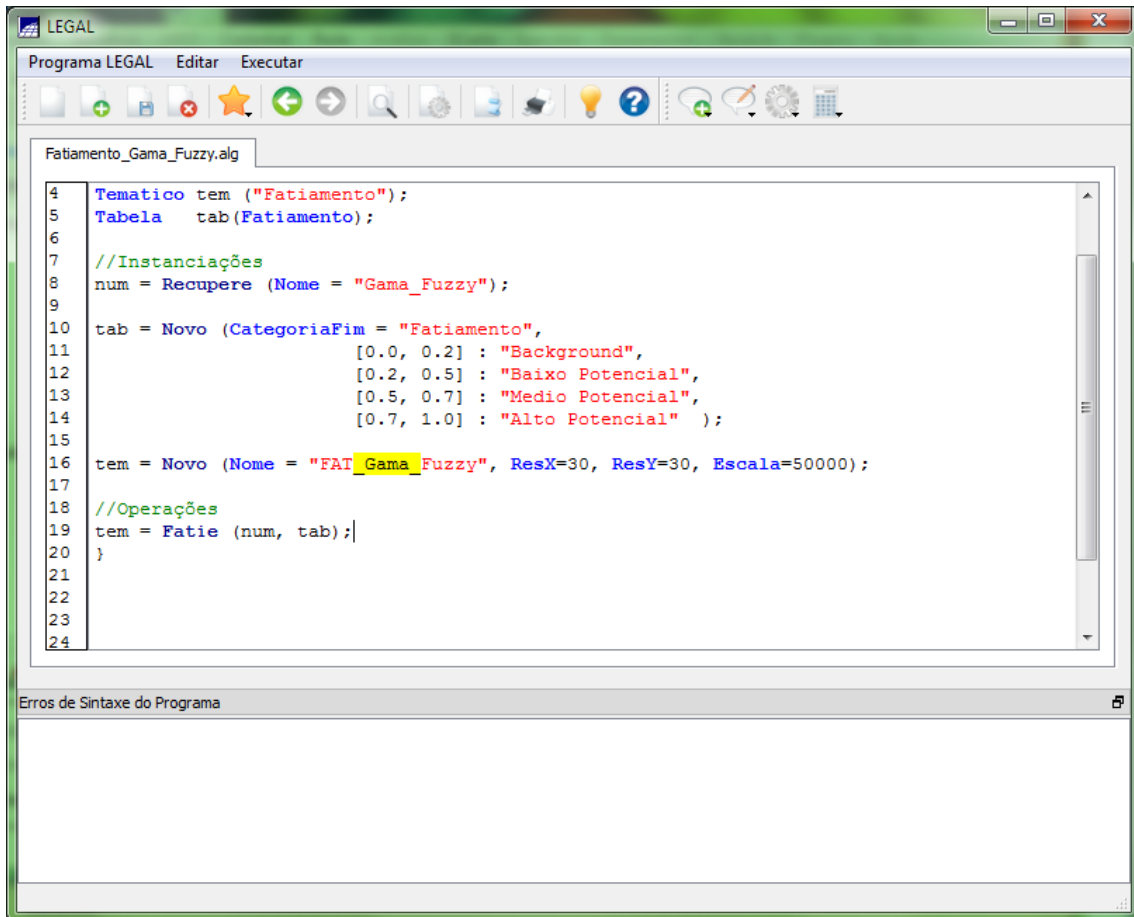 LEGAL
Programa LEGAL Editar Executar
Fatiamento_Gama_Fuzzy.alg
4 Tematico tem ("Fatiamento");
5 Tabela tab(Fatiamento);
6
7 //Instanciações
8 num = Recupere (Nome = "Gama_Fuzzy");
9
10 tab = Novo (CategoriaFim = "Fatiamento",
11 [0.0, 0.2] : "Background",
12 [0.2, 0.5] : "Baixo Potencial",
13 [0.5, 0.7] : "Medio Potencial",
14 [0.7, 1.0] : "Alto Potencial" );
15
16 tem = Novo (Nome = "FAT_Gama_Fuzzy", ResX=30, ResY=30, Escala=50000);
17
18 //Operações
19 tem = Fatie (num, tab);
20 }
21
22
23
24
Erros de Sintaxe do Programa